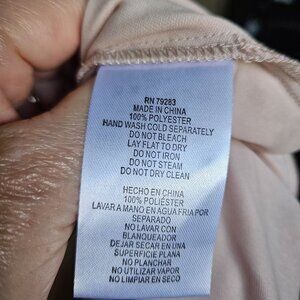 RN 79283
MADE IN CHINA
100% POLYESTER
HAND WASH COLD SEPARATELY
DO NOT BLEACH
LAY FLAT TO DRY
DO NOT IRON
DO NOT STEAM
DO NOT DRY CLEAN
HECHO EN CHINA
100% POLIÉSTER
LAVAR A MANO EN AGUA FRIA POR
SEPARADO
NO LAVAR CON
BLANQUEADOR
DEJAR SECAR EN UNA
SUPERFICIE PLANA
NO PLANCHAR
NO UTILIZAR VAPOR
NO LIMPIAR EN SECO